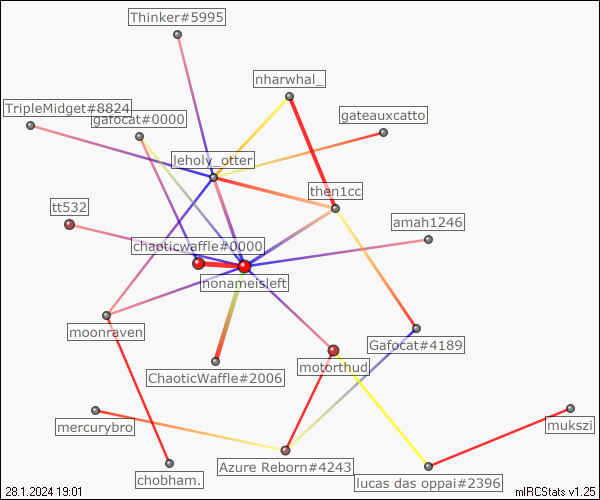 Thinker#5995
nharwhal_
TripleMidget#8824
gafocat#0000
gateauxcatto
leholy_otter
then1cc
tt532
amah1246
chaoticwaffle#0000
nonameisleft
moonraven
Gafocat#4189
motorthud
ChaoticWaffle#2006
mercurybro
mukszi
Azure Reborn#4243
chobham.
lucas das oppai#2396
28.1.2024 19:01
mIRCStats v1.25